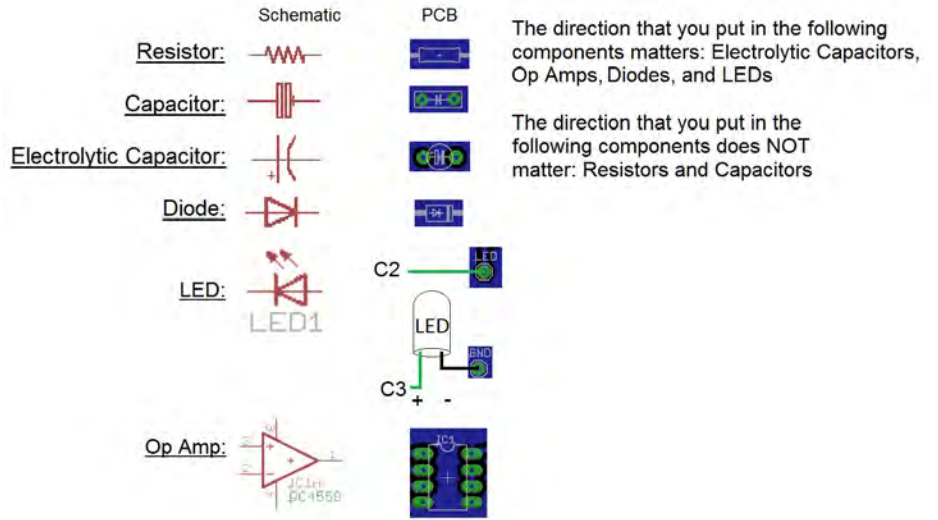 Schematic PCB
Resistor:
Capacitor:
Electrolytic Capacitor:
+
Diode:
LED:
LED1
C2
LED
LED
GND
C3
+ -
Op Amp:
+
-
+
1
IC1
The direction that you put in the following
components matters: Electrolytic Capacitors,
Op Amps, Diodes, and LEDs
The direction that you put in the
following components does NOT
matter: Resistors and Capacitors